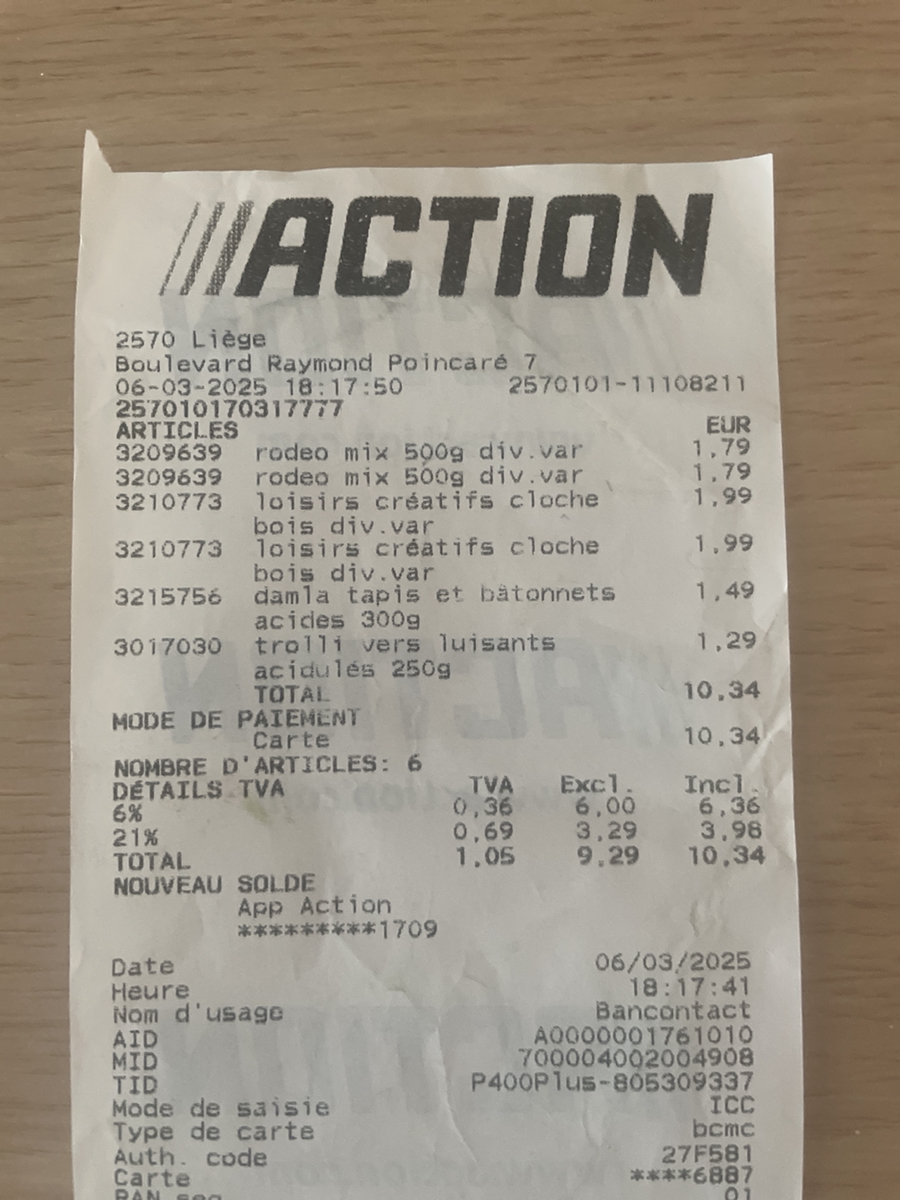 ACTION
2570 Liège
Boulevard Raymond Poincaré 7
06-03-2025 18:17:50 2570101-11108211
257010170317777
ARTICLES EUR
3209639 rodeo mix 500g div.var 1,79
3209639 rodeo mix 500g div.var 1,79
3210773 loisirs créatifs cloche 1,99
bois div.var
3210773 loisirs créatifs cloche 1,99
bois div.var
3215756 damla tapis et bâtonnets 1,49
acides 300g
3017030 trolli vers luisants 1,29
acidulés 250g
TOTAL 10,34
MODE DE PAIEMENT
Carte 10,34
NOMBRE D'ARTICLES: 6
DÉTAILS TVA TVA Excl. Incl.
6% 0,36 6,00 6,36
21% 0,69 3,29 3,98
TOTAL 1,05 9,29 10,34
NOUVEAU SOLDE
App Action
*********1709
Date 06/03/2025
Heure 18:17:41
Nom d'usage Bancontact
AID A0000001761010
MID 700004002004908
TID P400Plus-805309337
Mode de saisie ICC
Type de carte bcmc
Auth. code 27F581
Carte ****6887
PAN seq 01